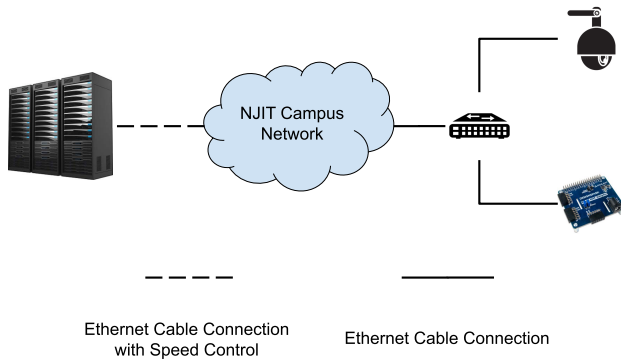 NJIT Campus
Network
Ethernet Cable Connection
with Speed Control
Ethernet Cable Connection